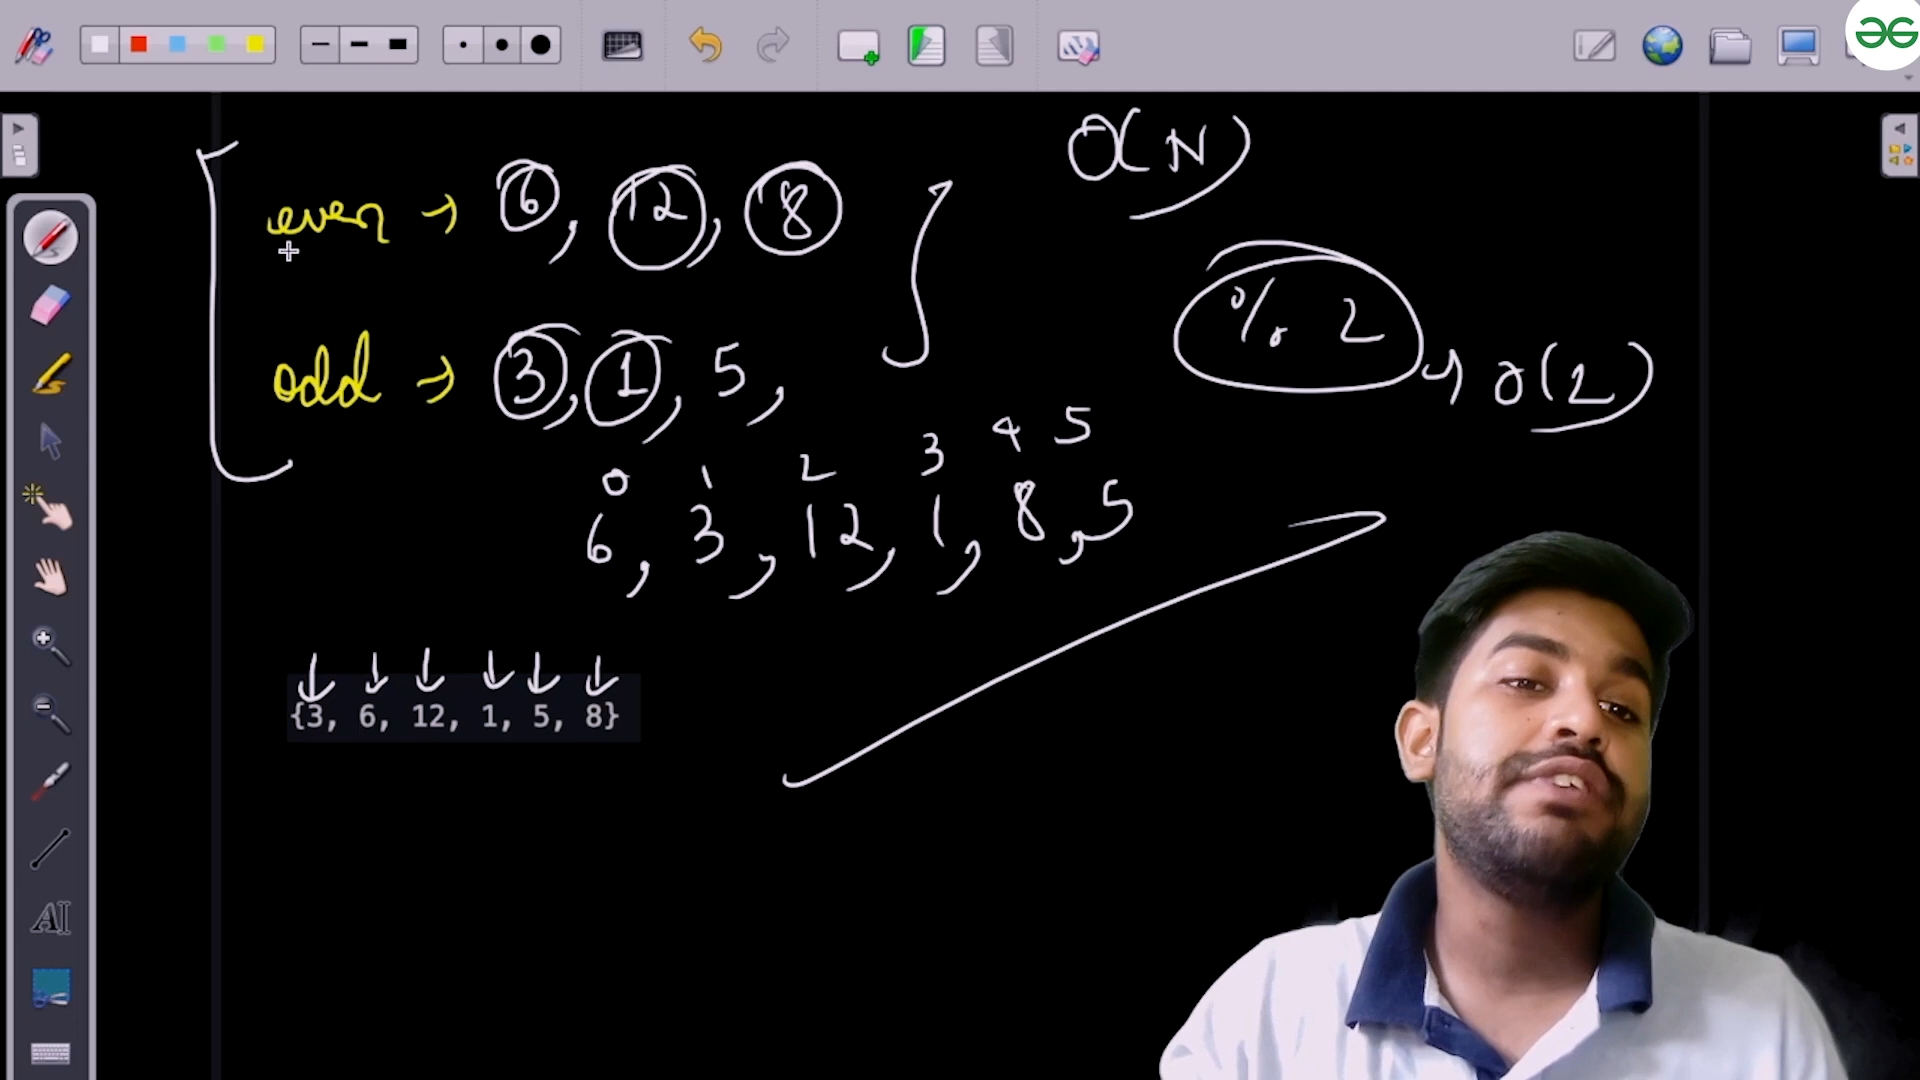 O(N)
even → 6, 12, 8
% 2 → O(2)
odd → 3, 1, 5,
0 1 2 3 4 5
6, 3, 12, 1, 8, 5
{3, 6, 12, 1, 5, 8}
AI